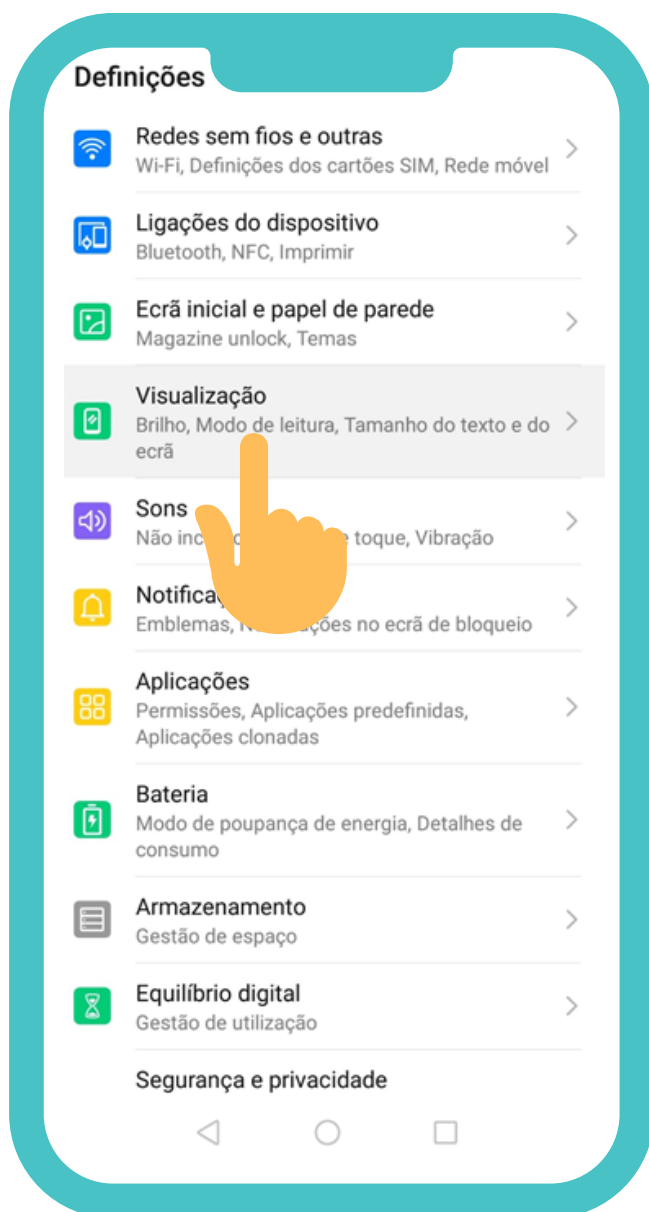 Definições
Redes sem fios e outras
Wi-Fi, Definições dos cartões SIM, Rede móvel
Ligações do dispositivo
Bluetooth, NFC, Imprimir
Ecrã inicial e papel de parede
Magazine unlock, Temas
Visualização
Brilho, Modo de leitura, Tamanho do texto e do
ecrã
Sons
Não toque, Vibração
Emblemas, no ecrã de bloqueio
Aplicações
Permissões, Aplicações predefinidas,
Aplicações clonadas
Bateria
Modo de poupança de energia, Detalhes de
consumo
Armazenamento
Gestão de espaço
Equilíbrio digital
Gestão de utilização
Segurança e privacidade